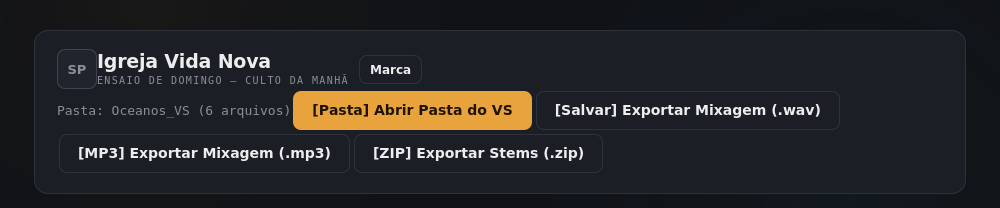 SP
Igreja Vida Nova
ENSAIO DE DOMINGO — CULTO DA MANHÃ
Marca
Pasta: Oceanos_VS (6 arquivos)
[Pasta] Abrir Pasta do VS
[Salvar] Exportar Mixagem (.wav)
[MP3] Exportar Mixagem (.mp3)
[ZIP] Exportar Stems (.zip)